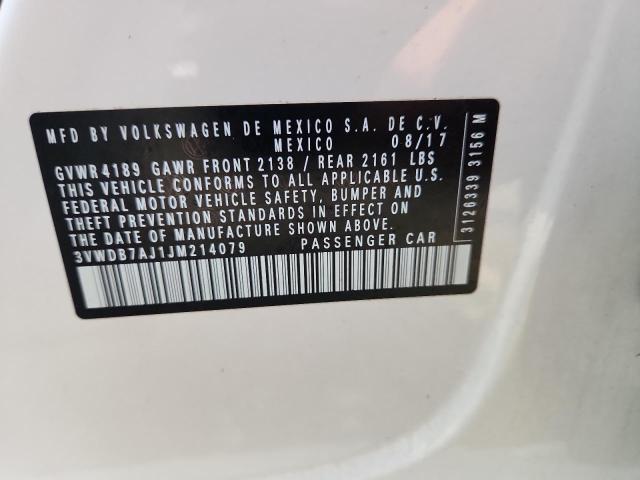 MFD BY VOLKSWAGEN DE MEXICO S.A. DE C.V.
MEXICO 08/17
GVWR 4189 GAWR FRONT 2138 / REAR 2161 LBS
THIS VEHICLE CONFORMS TO ALL APPLICABLE U.S.
FEDERAL MOTOR VEHICLE SAFETY, BUMPER AND
THEFT PREVENTION STANDARDS IN EFFECT ON
THE DATE OF MANUFACTURE SHOWN ABOVE.
3VWDB7AJ1JM214079 PASSENGER CAR
3126339 3156 M